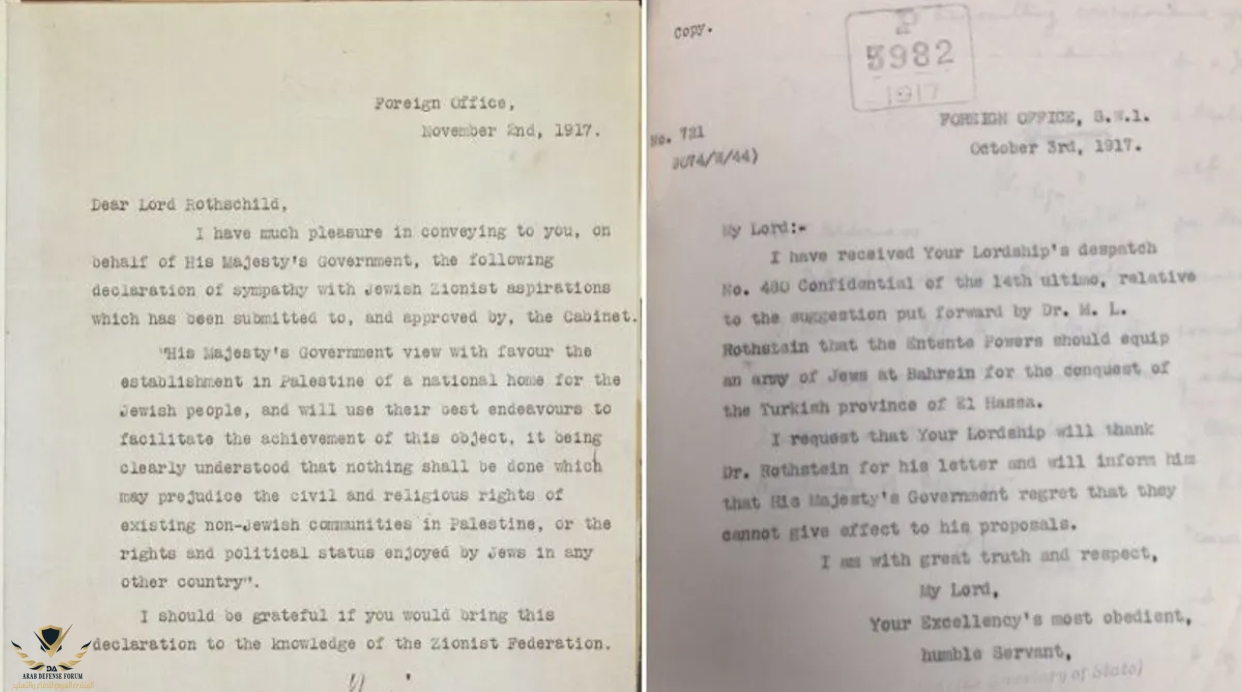 Foreign Office,
November 2nd, 1917.
Dear Lord Rothschild,
I have much pleasure in conveying to you, on
behalf of His Majesty's Government, the following
declaration of sympathy with Jewish Zionist aspirations
which has been submitted to, and approved by, the Cabinet.
"His Majesty's Government view with favour the
establishment in Palestine of a national home for the
Jewish people, and will use their best endeavours to
facilitate the achievement of this object, it being
clearly understood that nothing shall be done which
may prejudice the civil and religious rights of
existing non-Jewish communities in Palestine, or the
rights and political status enjoyed by Jews in any
other country".
I should be grateful if you would bring this
declaration to the knowledge of the Zionist Federation.
DA
ARAB DEFENSE FORUM
Copy.
P
5982
1917
FOREIGN OFFICE, S.W.1.
October 3rd, 1917.
No. 721
My Lord:-
I have received Your Lordship's despatch
No. 480 Confidential of the 14th ultimo, relative
to the suggestion put forward by Dr. M. L.
Rothstein that the Entente Powers should equip
an army of Jews at Bahrein for the conquest of
the Turkish province of El Hassa.
I request that Your Lordship will thank
Dr. Rothstein for his letter and will inform him
that His Majesty's Government regret that they
cannot give effect to his proposals.
I am with great truth and respect,
My Lord,
Your Excellency's most obedient,
humble Servant,
Secretary of State)